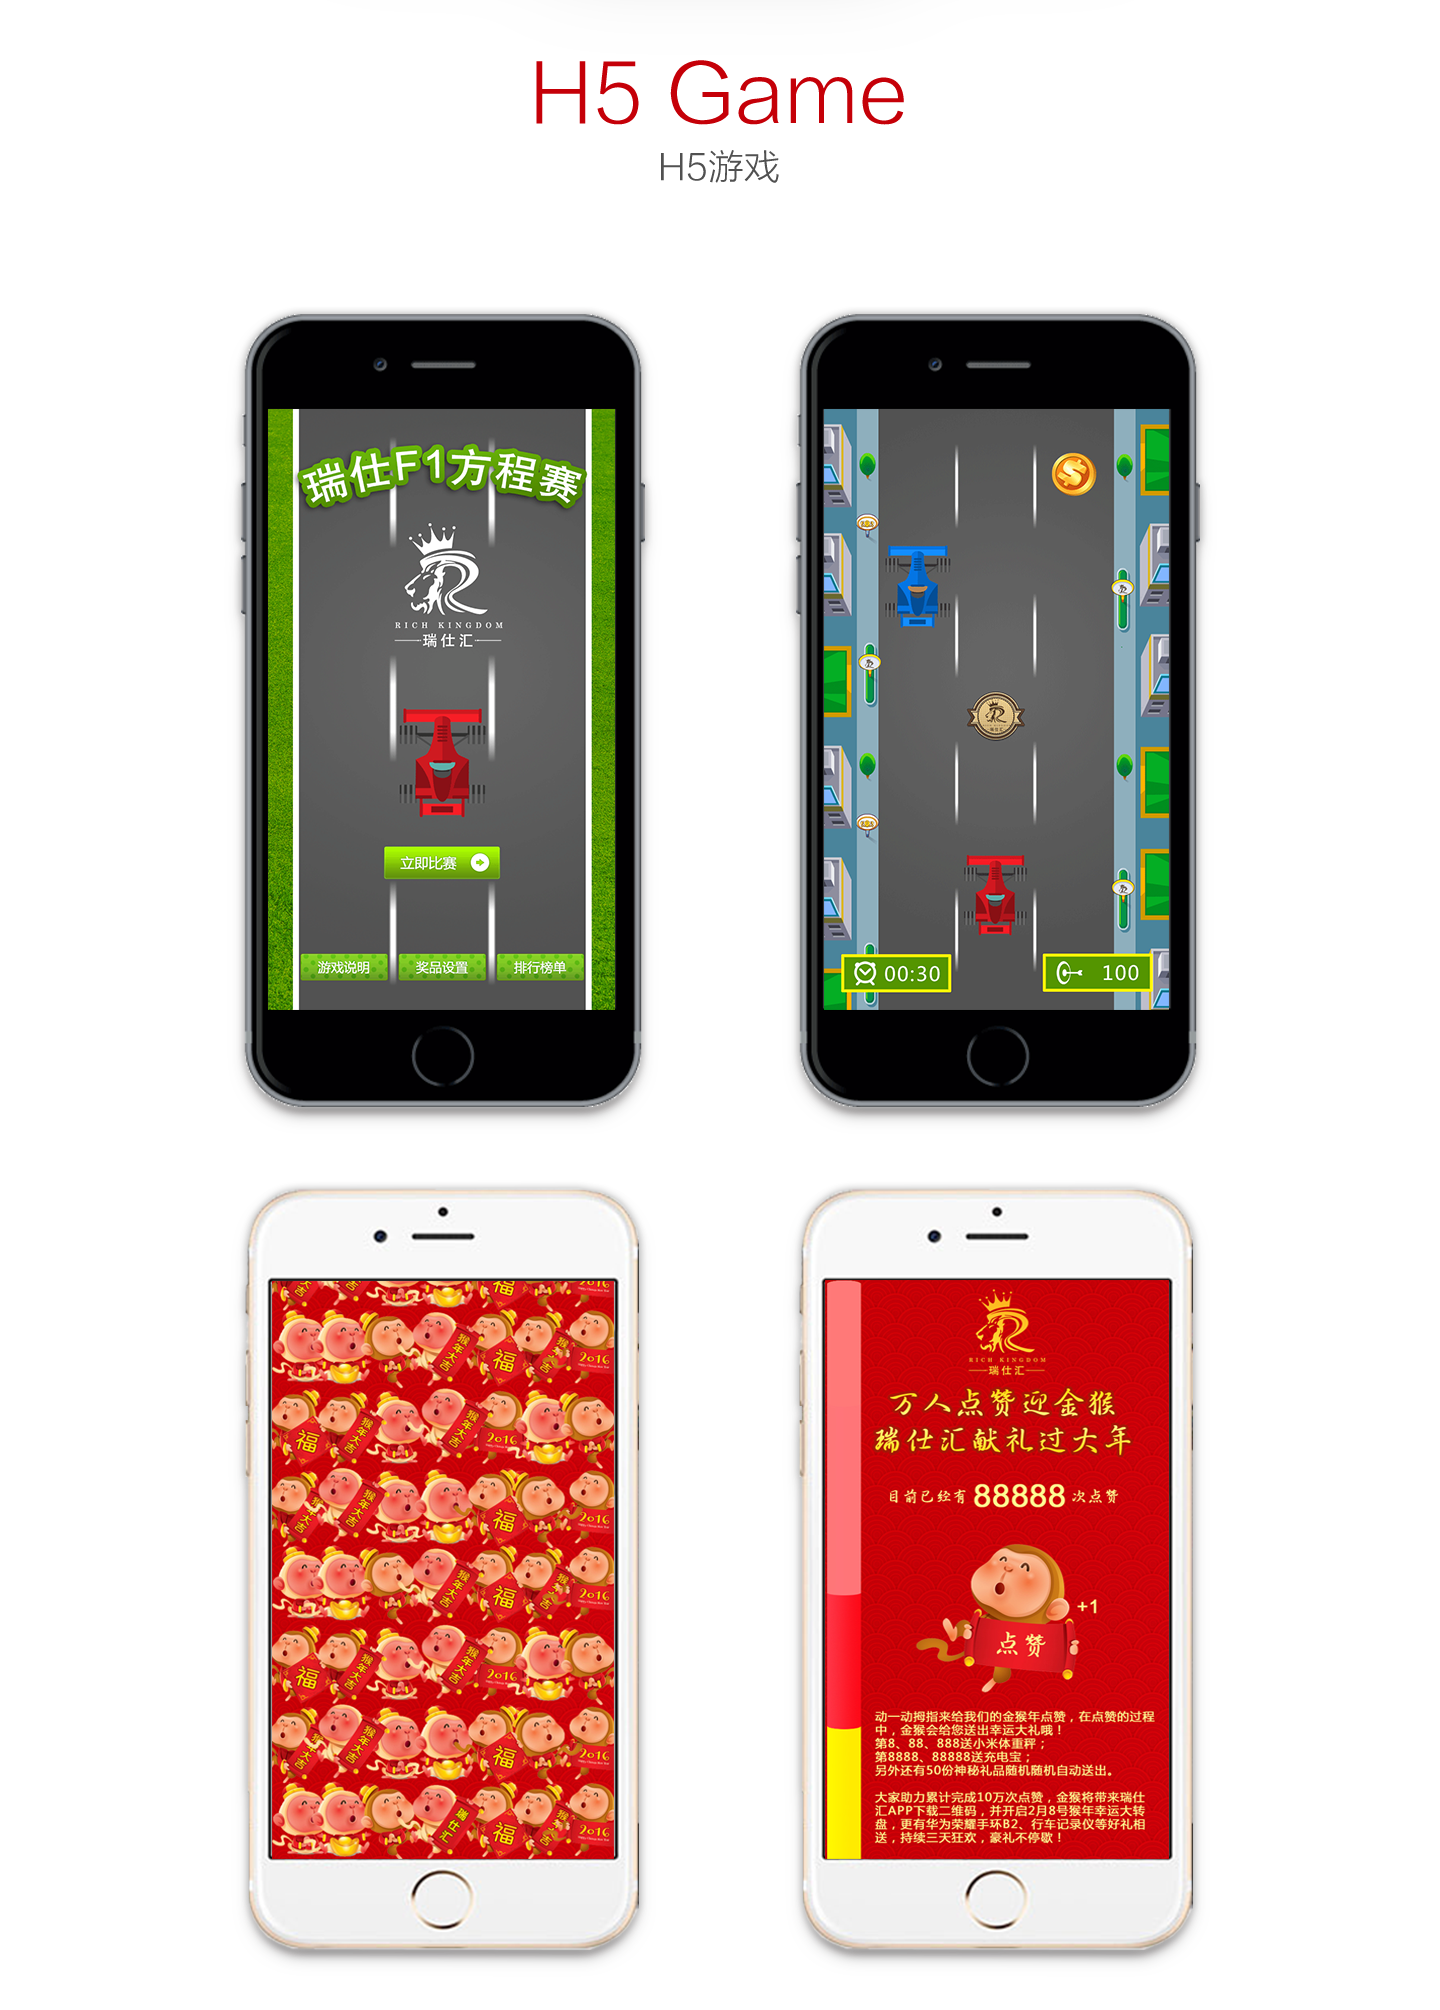 H5 Game
H5游戏
瑞仕F1方程赛
RICH KINGDOM
瑞仕汇
立即比赛
游戏说明
奖品设置
排行榜单
00:30
100
福
猴年大吉
2016
瑞仕汇
RICH KINGDOM
瑞仕汇
万人点赞迎金猴
瑞仕汇献礼过大年
目前已经有 88888 次点赞
+1
点赞
动一动拇指来给我们的金猴年点赞，在点赞的过程
中，金猴会给您送出幸运大礼哦！
第8、88、888送小米体重秤；
第8888、88888送充电宝；
另外还有50份神秘礼品随机随机自动送出。
大家助力累计完成10万次点赞，金猴将带来瑞仕
汇APP下载二维码，并开启2月8号猴年幸运大转
盘，更有华为荣耀手环B2、行车记录仪等好礼相
送，持续三天狂欢，豪礼不停歇！